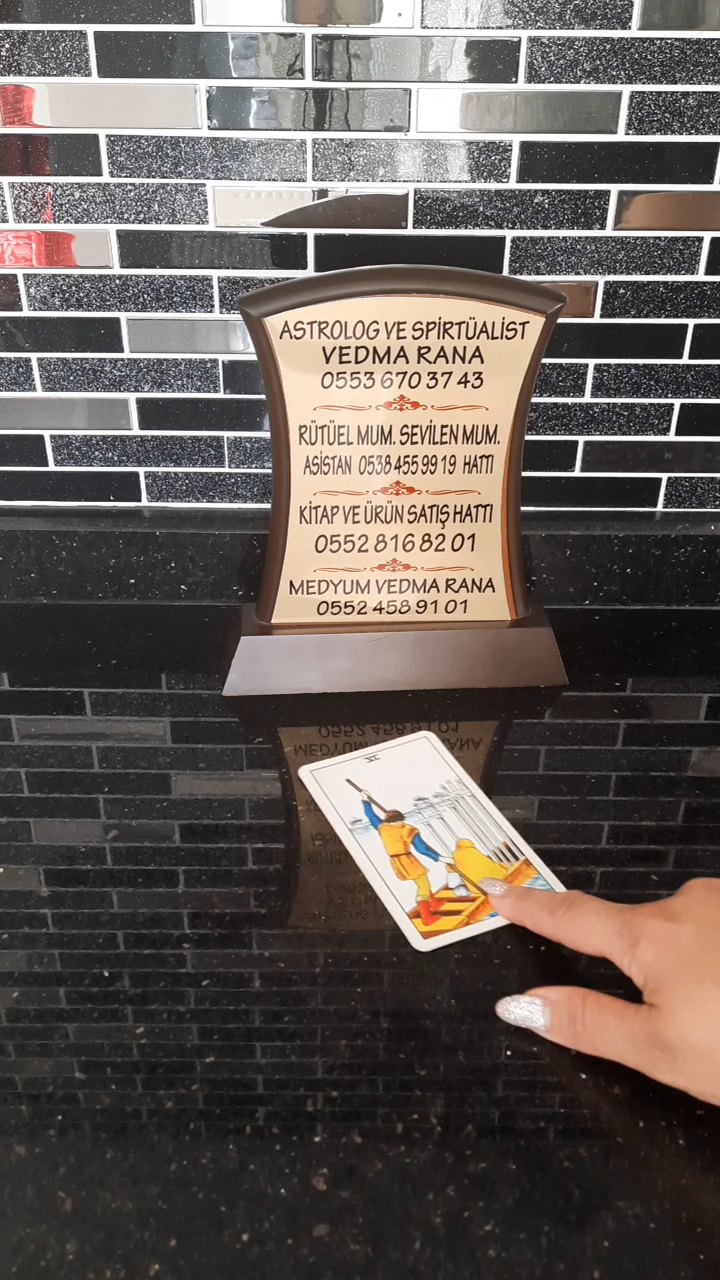 ASTROLOG VE SPİRTÜALİST
VEDMA RANA
0553 670 37 43
RÜTÜEL MUM. SEVİLEN MUM.
ASİSTAN 0538 455 99 19 HATTI
KİTAP VE ÜRÜN SATIŞ HATTI
0552 816 82 01
MEDYUM VEDMA RANA
0552 458 91 01
VI